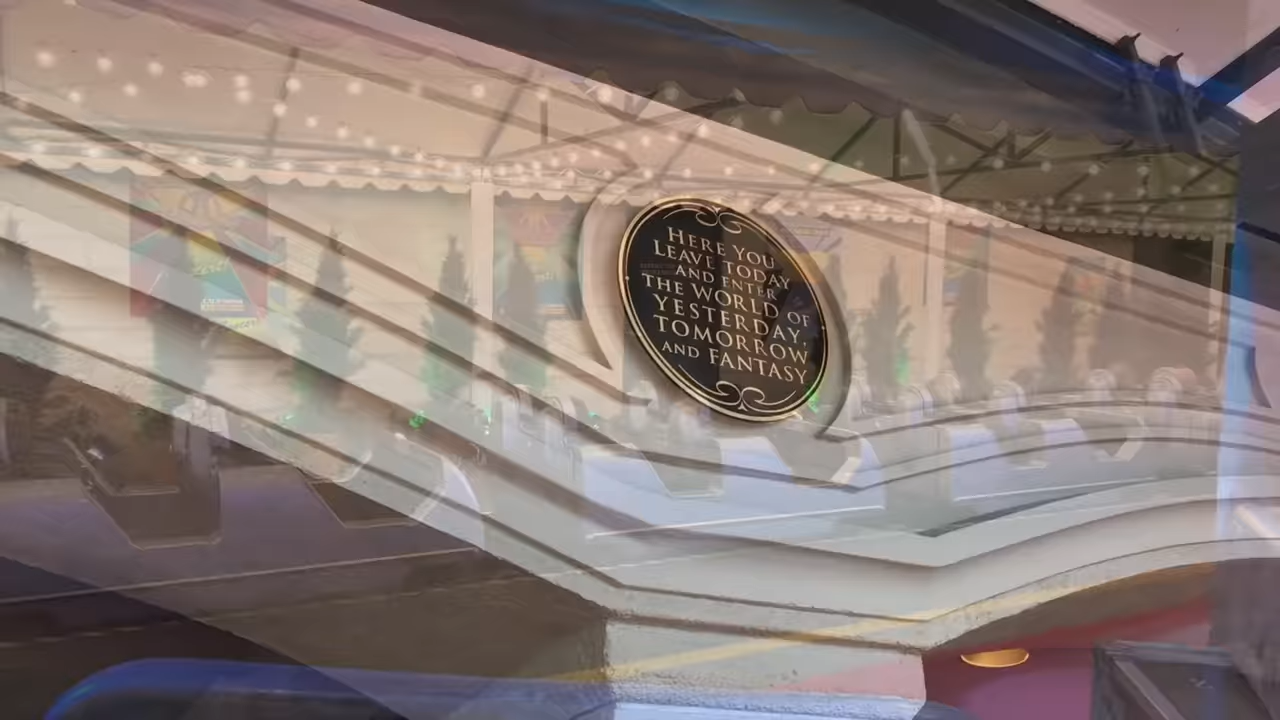 HERE YOU
LEAVE TODAY
AND ENTER
THE WORLD OF
YESTERDAY,
TOMORROW
AND FANTASY